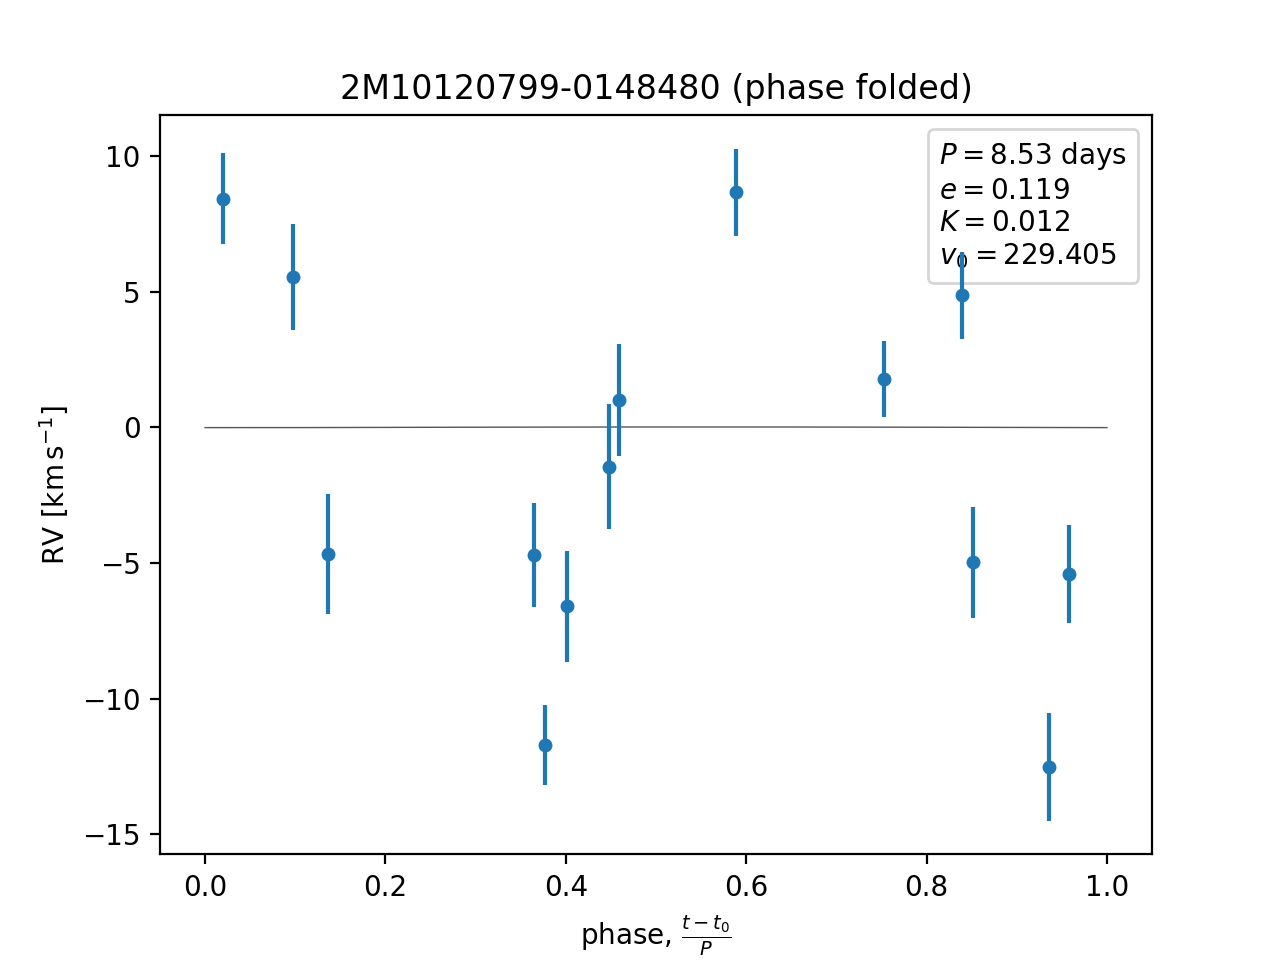 2M10120799-0148480 (phase folded)
P = 8.53 days
e = 0.119
K = 0.012
v₀ = 229.405
10
5
0
−5
−10
−15
RV [km s⁻¹]
0.0 0.2 0.4 0.6 0.8 1.0
phase, (t − t₀)/P